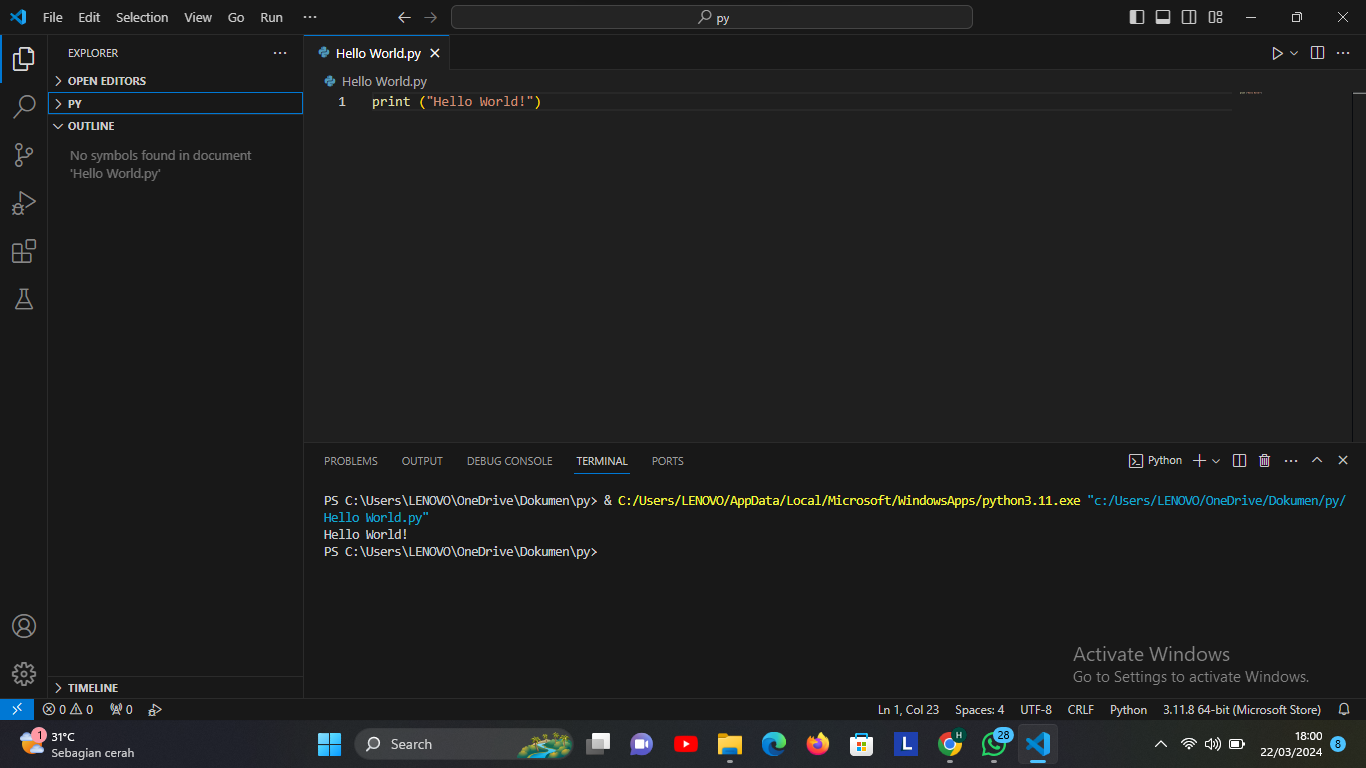 File Edit Selection View Go Run ···
py
EXPLORER ···
OPEN EDITORS
PY
OUTLINE
No symbols found in document
'Hello World.py'
TIMELINE
Hello World.py
Hello World.py
1 print ("Hello World!")
PROBLEMS OUTPUT DEBUG CONSOLE TERMINAL PORTS
Python
PS C:\Users\LENOVO\OneDrive\Dokumen\py> & C:/Users/LENOVO/AppData/Local/Microsoft/WindowsApps/python3.11.exe "c:/Users/LENOVO/OneDrive/Dokumen/py/
Hello World.py"
Hello World!
PS C:\Users\LENOVO\OneDrive\Dokumen\py>
Activate Windows
Go to Settings to activate Windows.
0 0 0
Ln 1, Col 23 Spaces: 4 UTF-8 CRLF Python 3.11.8 64-bit (Microsoft Store)
1
31°C
Sebagian cerah
Search
L
H
28
18:00
22/03/2024
8